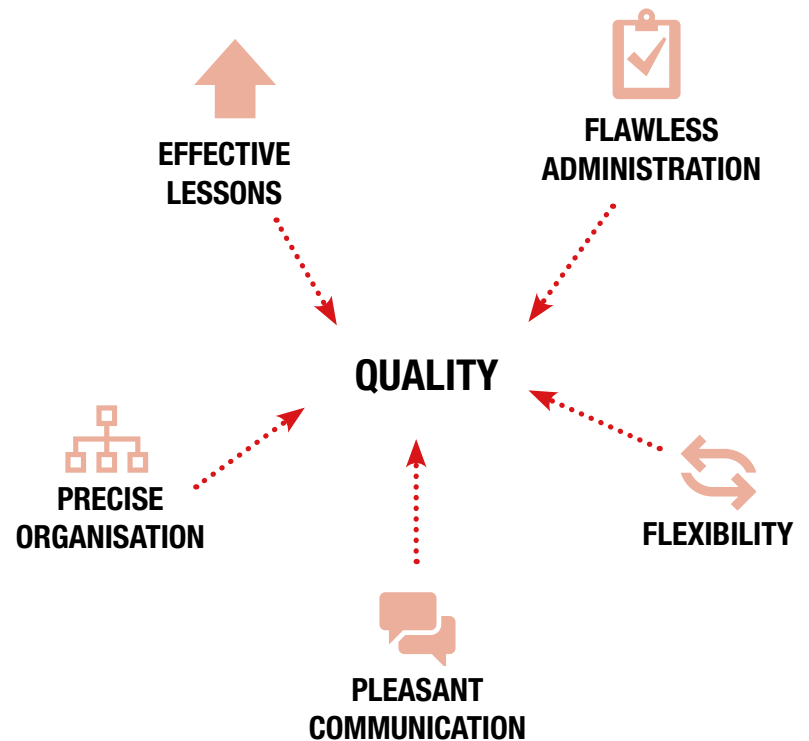 EFFECTIVE
LESSONS
FLAWLESS
ADMINISTRATION
QUALITY
PRECISE
ORGANISATION
FLEXIBILITY
PLEASANT
COMMUNICATION